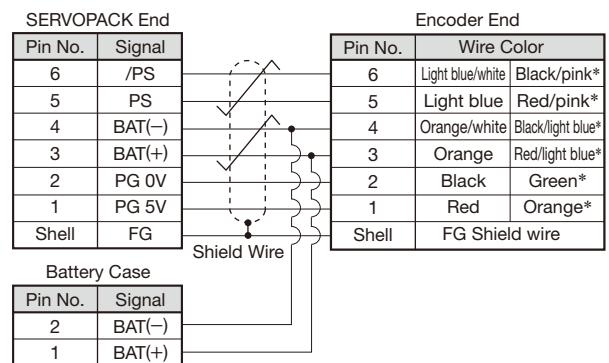 SERVOPACK End
Pin No. Signal
6 /PS
5 PS
4 BAT(−)
3 BAT(+)
2 PG 0V
1 PG 5V
Shell FG
Shield Wire
Encoder End
Pin No. Wire Color
6 Light blue/white Black/pink*
5 Light blue Red/pink*
4 Orange/white Black/light blue*
3 Orange Red/light blue*
2 Black Green*
1 Red Orange*
Shell FG Shield wire
Battery Case
Pin No. Signal
2 BAT(−)
1 BAT(+)